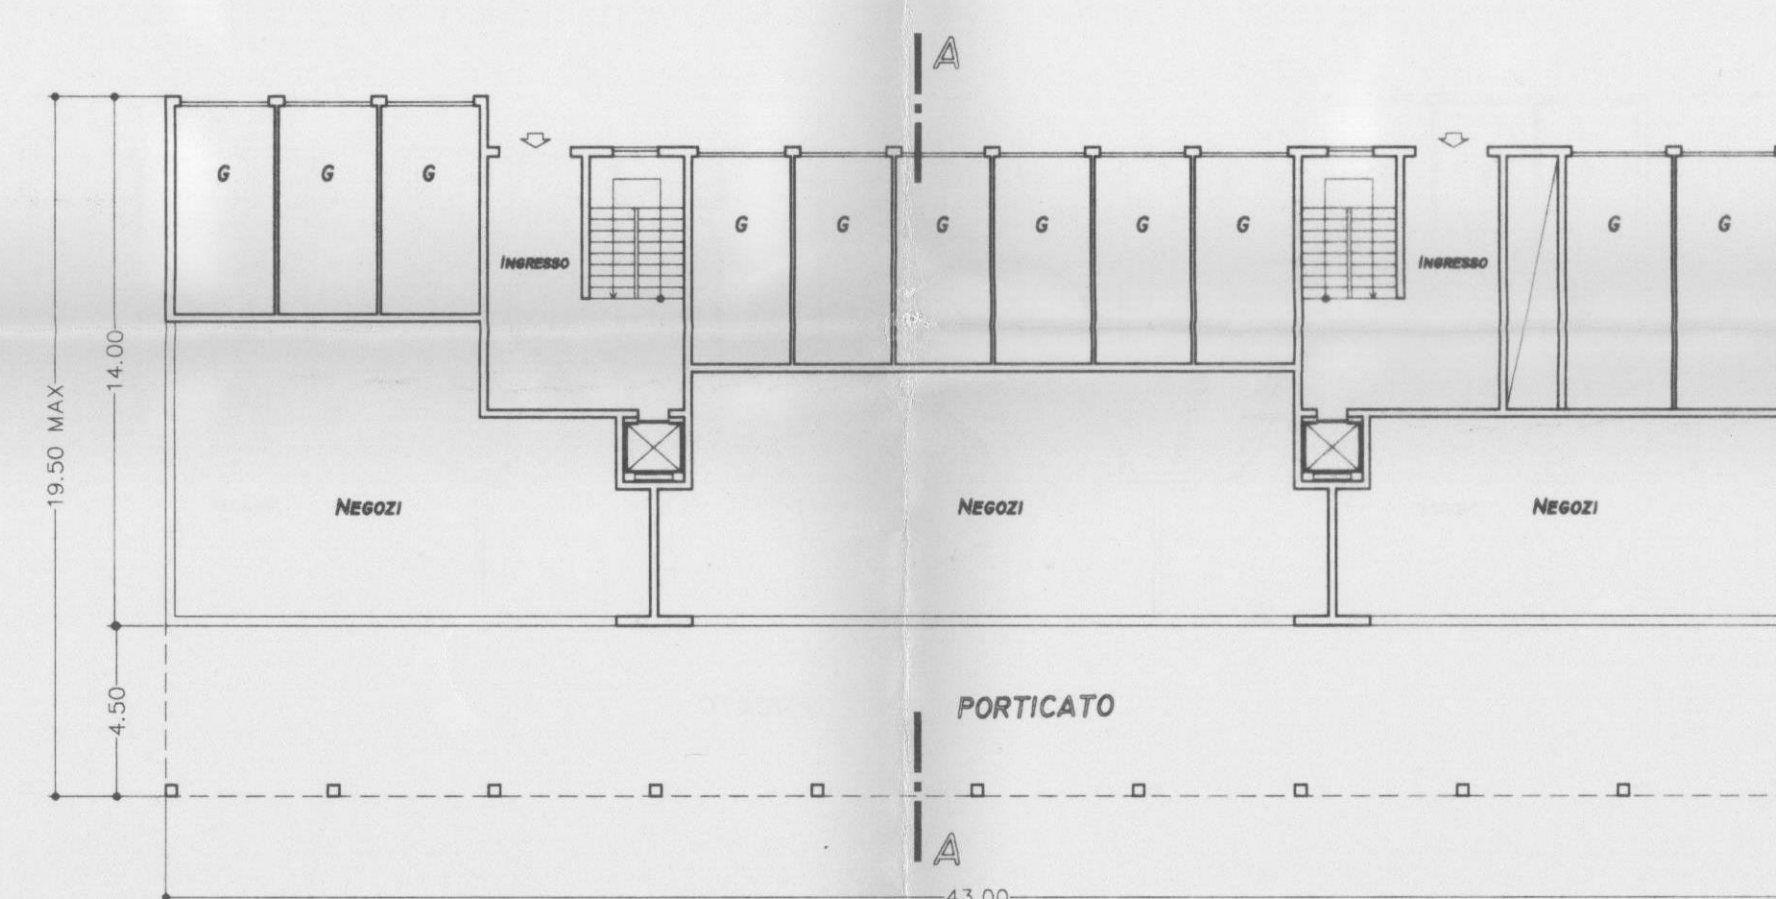 A
G G G
G G G G G G
G G
INGRESSO
INGRESSO
14.00
19.50 MAX
NEGOZI
NEGOZI
NEGOZI
4.50
PORTICATO
A
43.00